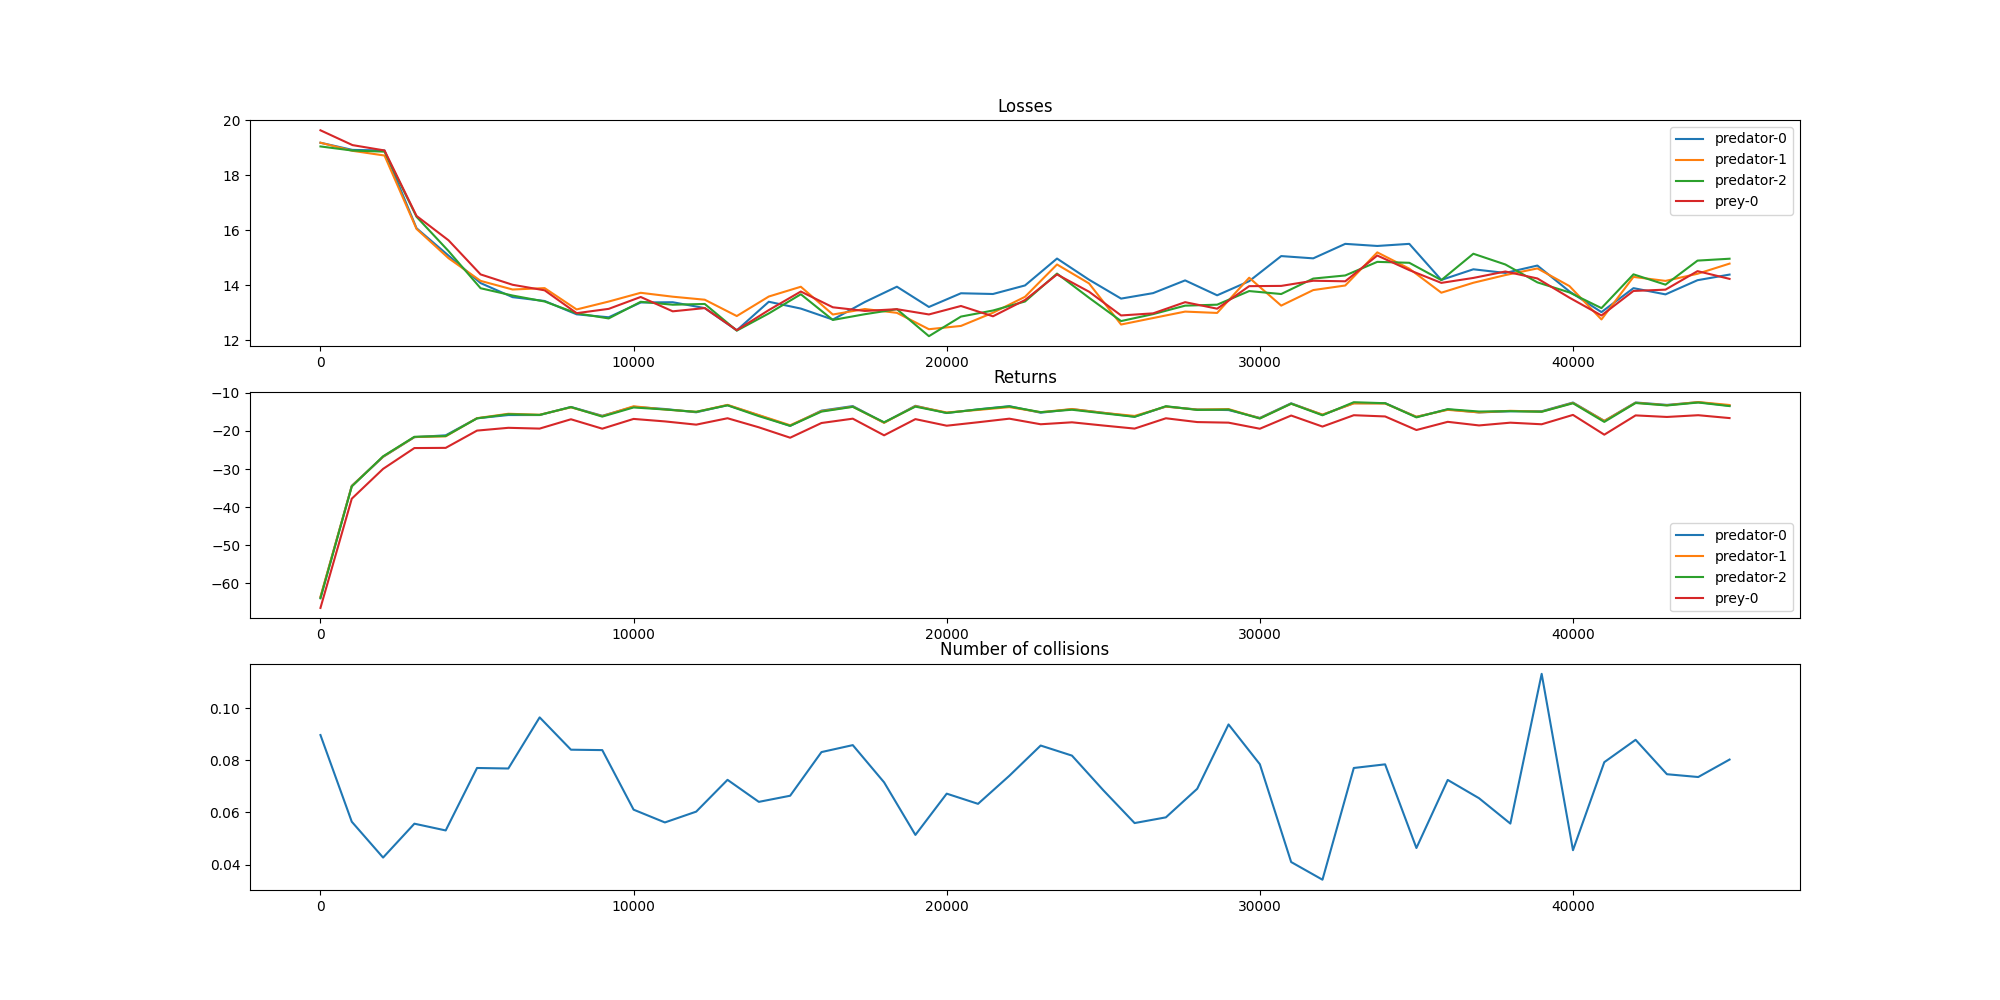 Losses
20
18
16
14
12
predator-0
predator-1
predator-2
prey-0
0 10000 20000 30000 40000
Returns
−10
−20
−30
−40
−50
−60
predator-0
predator-1
predator-2
prey-0
0 10000 20000 30000 40000
Number of collisions
0.10
0.08
0.06
0.04
0 10000 20000 30000 40000